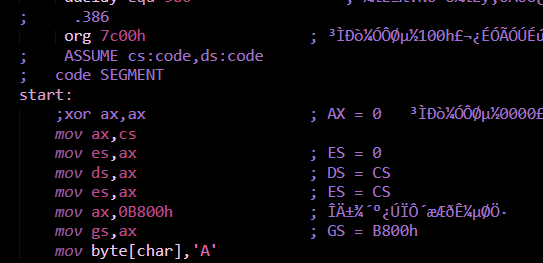 ; .386
org 7c00h ; ³ÌÐò¼ÓÔØµ½100h£¬¿ÉÓÃÓÚÉú
; ASSUME cs:code,ds:code
; code SEGMENT
start:
;xor ax,ax ; AX = 0 ³ÌÐò¼ÓÔØµ½0000£
mov ax,cs
mov es,ax ; ES = 0
mov ds,ax ; DS = CS
mov es,ax ; ES = CS
mov ax,0B800h ; ÎÄ±¾´°¿ÚÏÔ´æÆðÊ¼µØÖ·
mov gs,ax ; GS = B800h
mov byte[char],'A'